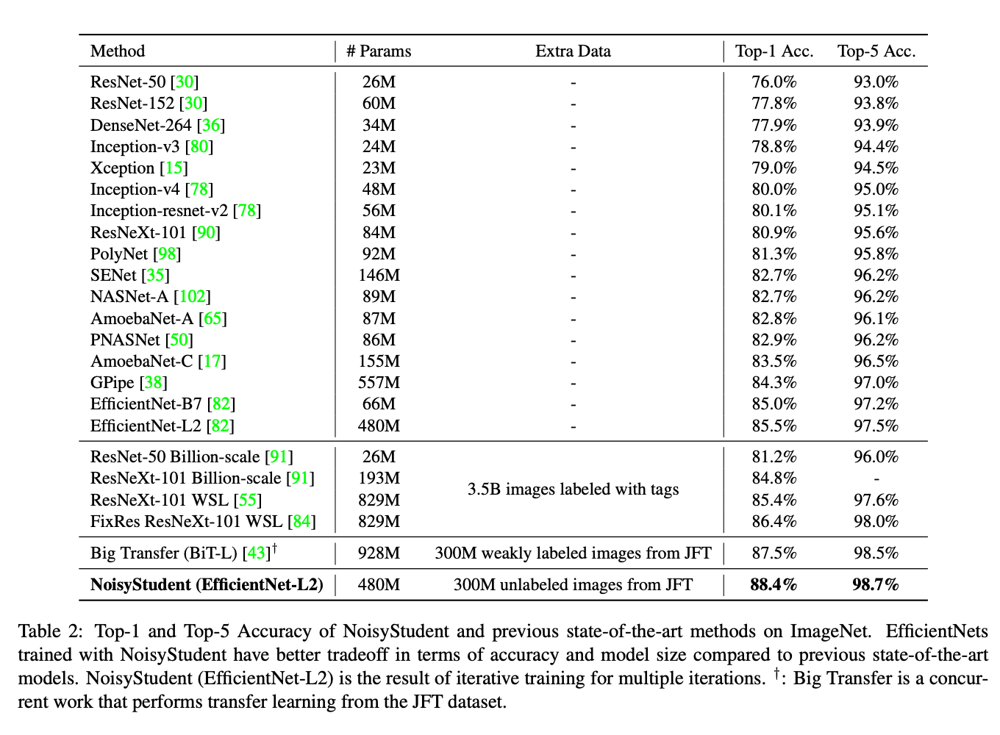 Method # Params Extra Data Top-1 Acc. Top-5 Acc.
ResNet-50 [30] 26M - 76.0% 93.0%
ResNet-152 [30] 60M - 77.8% 93.8%
DenseNet-264 [36] 34M - 77.9% 93.9%
Inception-v3 [80] 24M - 78.8% 94.4%
Xception [15] 23M - 79.0% 94.5%
Inception-v4 [78] 48M - 80.0% 95.0%
Inception-resnet-v2 [78] 56M - 80.1% 95.1%
ResNeXt-101 [90] 84M - 80.9% 95.6%
PolyNet [98] 92M - 81.3% 95.8%
SENet [35] 146M - 82.7% 96.2%
NASNet-A [102] 89M - 82.7% 96.2%
AmoebaNet-A [65] 87M - 82.8% 96.1%
PNASNet [50] 86M - 82.9% 96.2%
AmoebaNet-C [17] 155M - 83.5% 96.5%
GPipe [38] 557M - 84.3% 97.0%
EfficientNet-B7 [82] 66M - 85.0% 97.2%
EfficientNet-L2 [82] 480M - 85.5% 97.5%
ResNet-50 Billion-scale [91] 26M 81.2% 96.0%
ResNeXt-101 Billion-scale [91] 193M 84.8% -
3.5B images labeled with tags
ResNeXt-101 WSL [55] 829M 85.4% 97.6%
FixRes ResNeXt-101 WSL [84] 829M 86.4% 98.0%
Big Transfer (BiT-L) [43]† 928M 300M weakly labeled images from JFT 87.5% 98.5%
NoisyStudent (EfficientNet-L2) 480M 300M unlabeled images from JFT 88.4% 98.7%
Table 2: Top-1 and Top-5 Accuracy of NoisyStudent and previous state-of-the-art methods on ImageNet. EfficientNets
trained with NoisyStudent have better tradeoff in terms of accuracy and model size compared to previous state-of-the-art
models. NoisyStudent (EfficientNet-L2) is the result of iterative training for multiple iterations. †: Big Transfer is a concur-
rent work that performs transfer learning from the JFT dataset.